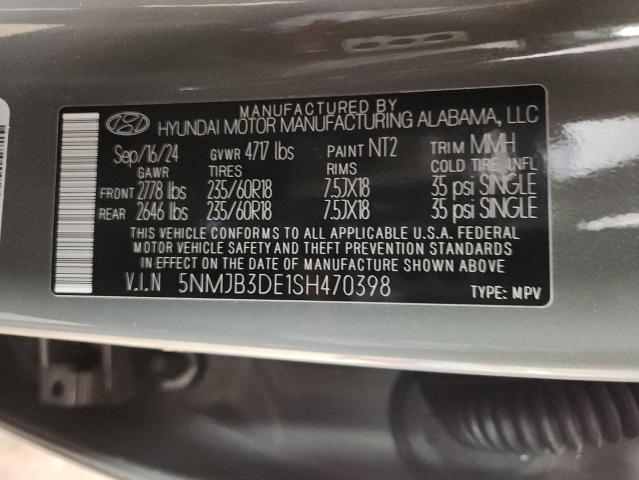 MANUFACTURED BY
HYUNDAI MOTOR MANUFACTURING ALABAMA, LLC
Sep/16/24 GVWR 4717 lbs PAINT NT2 TRIM MMH
GAWR TIRES RIMS COLD TIRE INFL
FRONT 2778 lbs 235/60R18 7.5JX18 35 psi SINGLE
REAR 2646 lbs 235/60R18 7.5JX18 35 psi SINGLE
THIS VEHICLE CONFORMS TO ALL APPLICABLE U.S.A. FEDERAL
MOTOR VEHICLE SAFETY AND THEFT PREVENTION STANDARDS
IN EFFECT ON THE DATE OF MANUFACTURE SHOWN ABOVE
V.I.N 5NMJB3DE1SH470398 TYPE: MPV